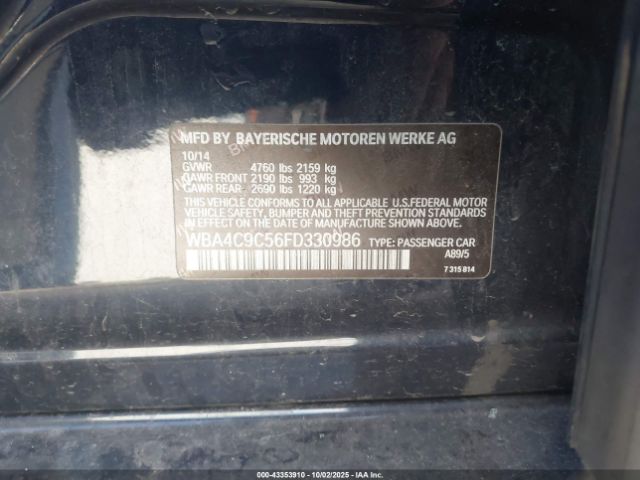 MFD BY BAYERISCHE MOTOREN WERKE AG
10/14
GVWR 4760 lbs 2159 kg
GAWR FRONT 2190 lbs 993 kg
GAWR REAR 2690 lbs 1220 kg
THIS VEHICLE CONFORMS TO ALL APPLICABLE U.S.FEDERAL MOTOR
VEHICLE SAFETY, BUMPER AND THEFT PREVENTION STANDARDS
IN EFFECT ON THE DATE OF MANUFACTURE SHOWN ABOVE.
WBA4C9C56FD330986 TYPE: PASSENGER CAR
A89/5
7 315 814
000-43353910 - 10/02/2025 - IAA Inc.